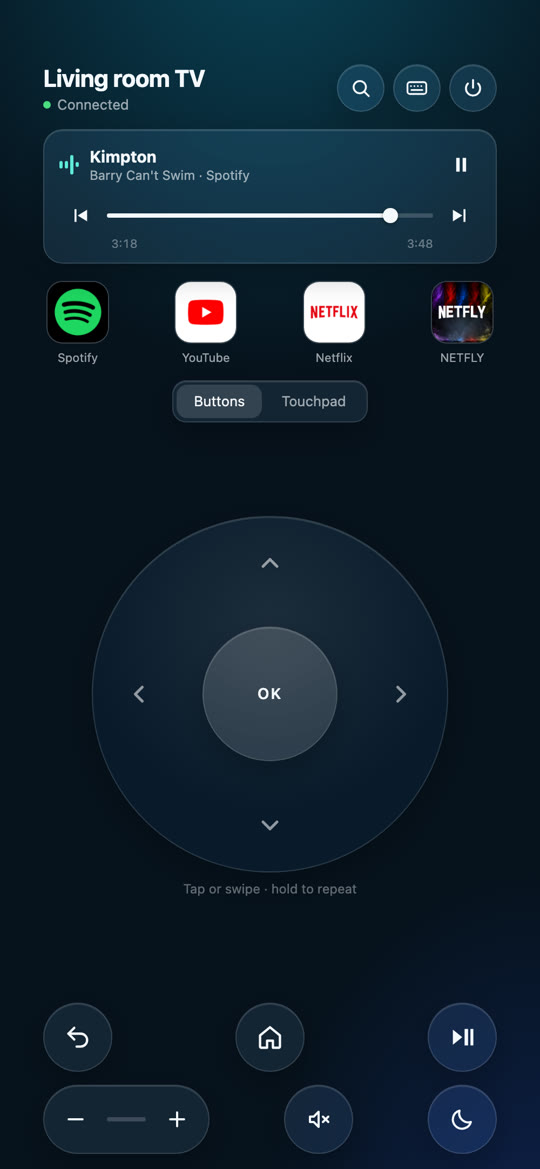 Living room TV
Connected
Kimpton
Barry Can't Swim · Spotify
3:18 3:48
NETFLIX NETFLY
Spotify YouTube Netflix NETFLY
Buttons Touchpad
OK
Tap or swipe · hold to repeat